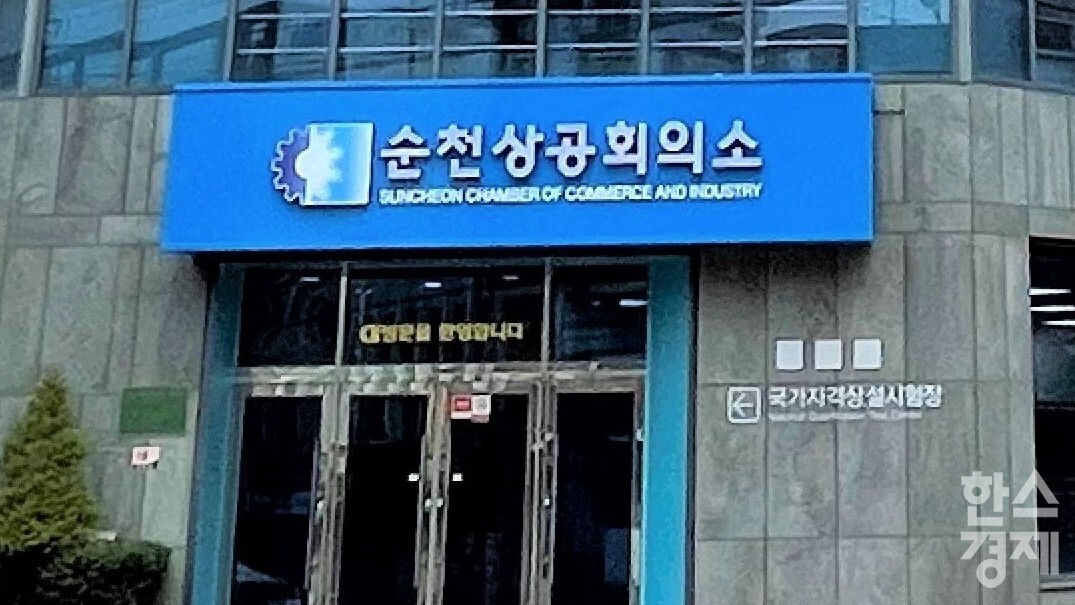 순천상공회의소
SUNCHEON CHAMBER OF COMMERCE AND INDUSTRY
방문을 환영합니다
국가자격상설시험장
한스
경제